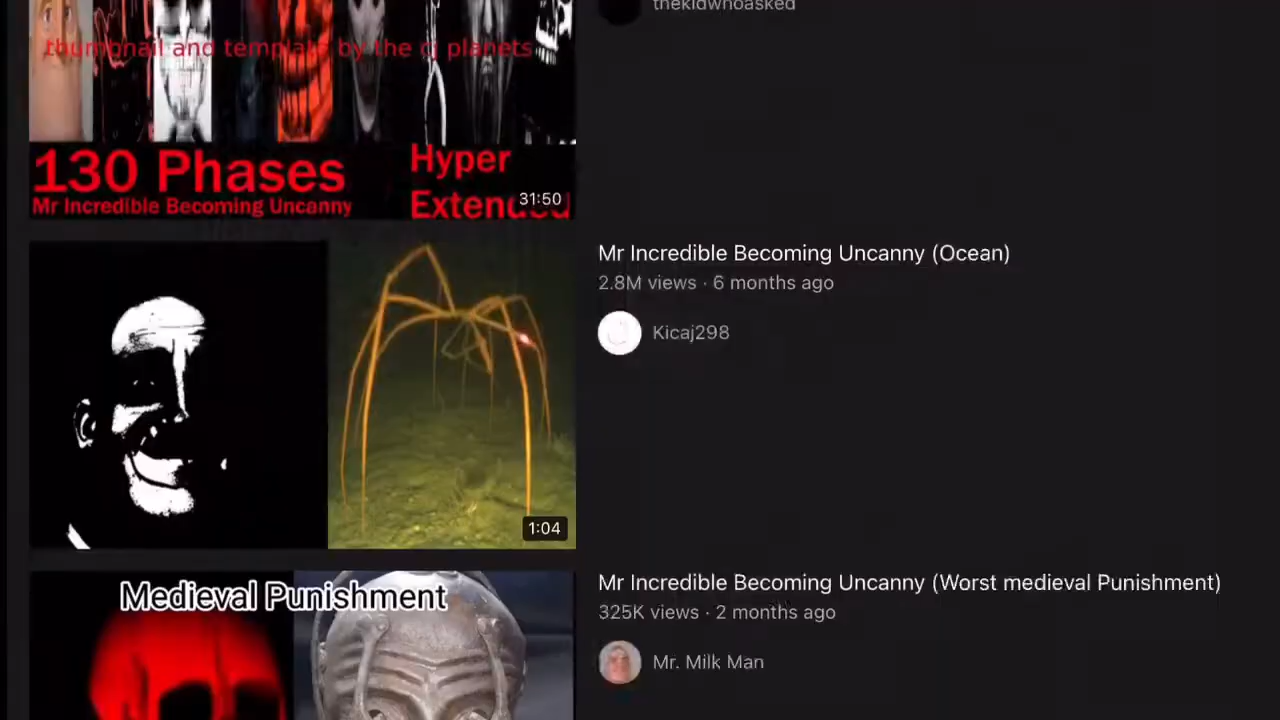 thekidwhoasked
thumbnail and template by the cj planets
130 Phases
Hyper
Mr Incredible Becoming Uncanny
Extended
31:50
Mr Incredible Becoming Uncanny (Ocean)
2.8M views · 6 months ago
Kicaj298
1:04
Medieval Punishment
Mr Incredible Becoming Uncanny (Worst medieval Punishment)
325K views · 2 months ago
Mr. Milk Man